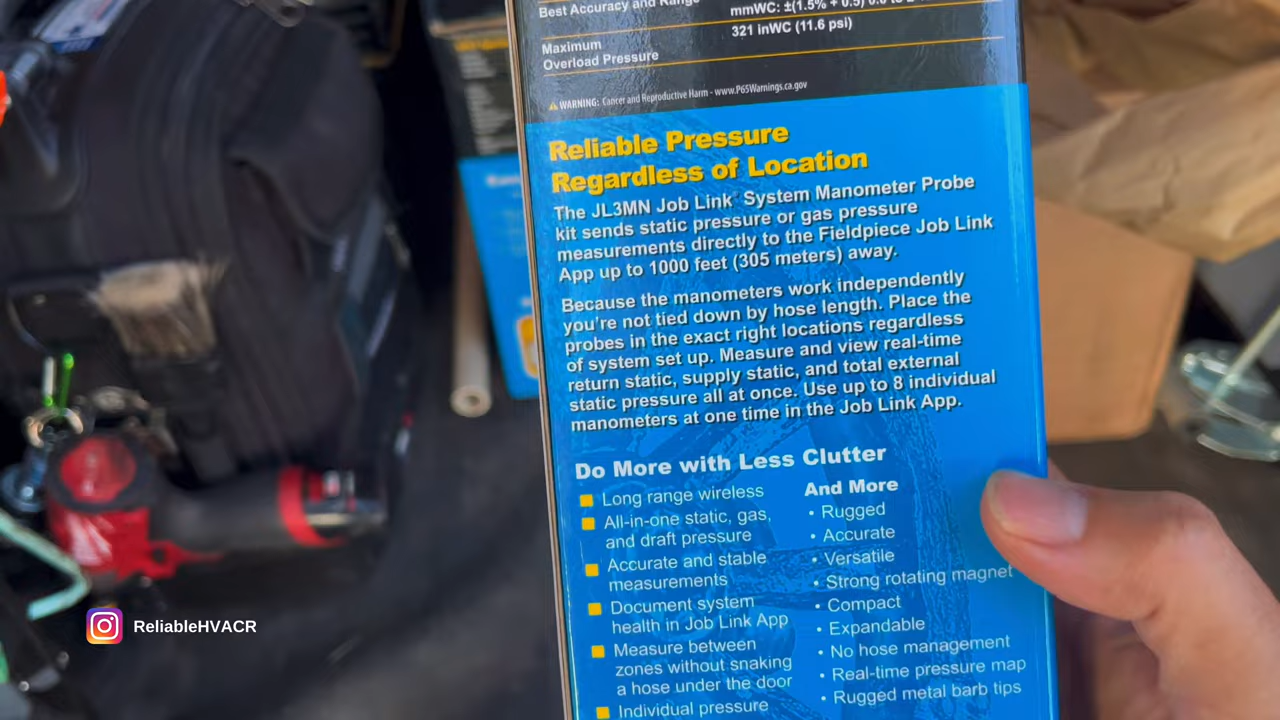 Best Accuracy and Range
mmWC: ±(1.5% + 0.5)
321 inWC (11.6 psi)
Maximum
Overload Pressure
WARNING: Cancer and Reproductive Harm - www.P65Warnings.ca.gov
Reliable Pressure
Regardless of Location
The JL3MN Job Link® System Manometer Probe
kit sends static pressure or gas pressure
measurements directly to the Fieldpiece Job Link
App up to 1000 feet (305 meters) away.
Because the manometers work independently
you're not tied down by hose length. Place the
probes in the exact right locations regardless
of system set up. Measure and view real-time
return static, supply static, and total external
static pressure all at once. Use up to 8 individual
manometers at one time in the Job Link App.
Do More with Less Clutter
Long range wireless
All-in-one static, gas,
and draft pressure
Accurate and stable
measurements
Document system
health in Job Link App
Measure between
zones without snaking
a hose under the door
Individual pressure
And More
• Rugged
• Accurate
• Versatile
• Strong rotating magnet
• Compact
• Expandable
• No hose management
• Real-time pressure map
• Rugged metal barb tips
ReliableHVACR